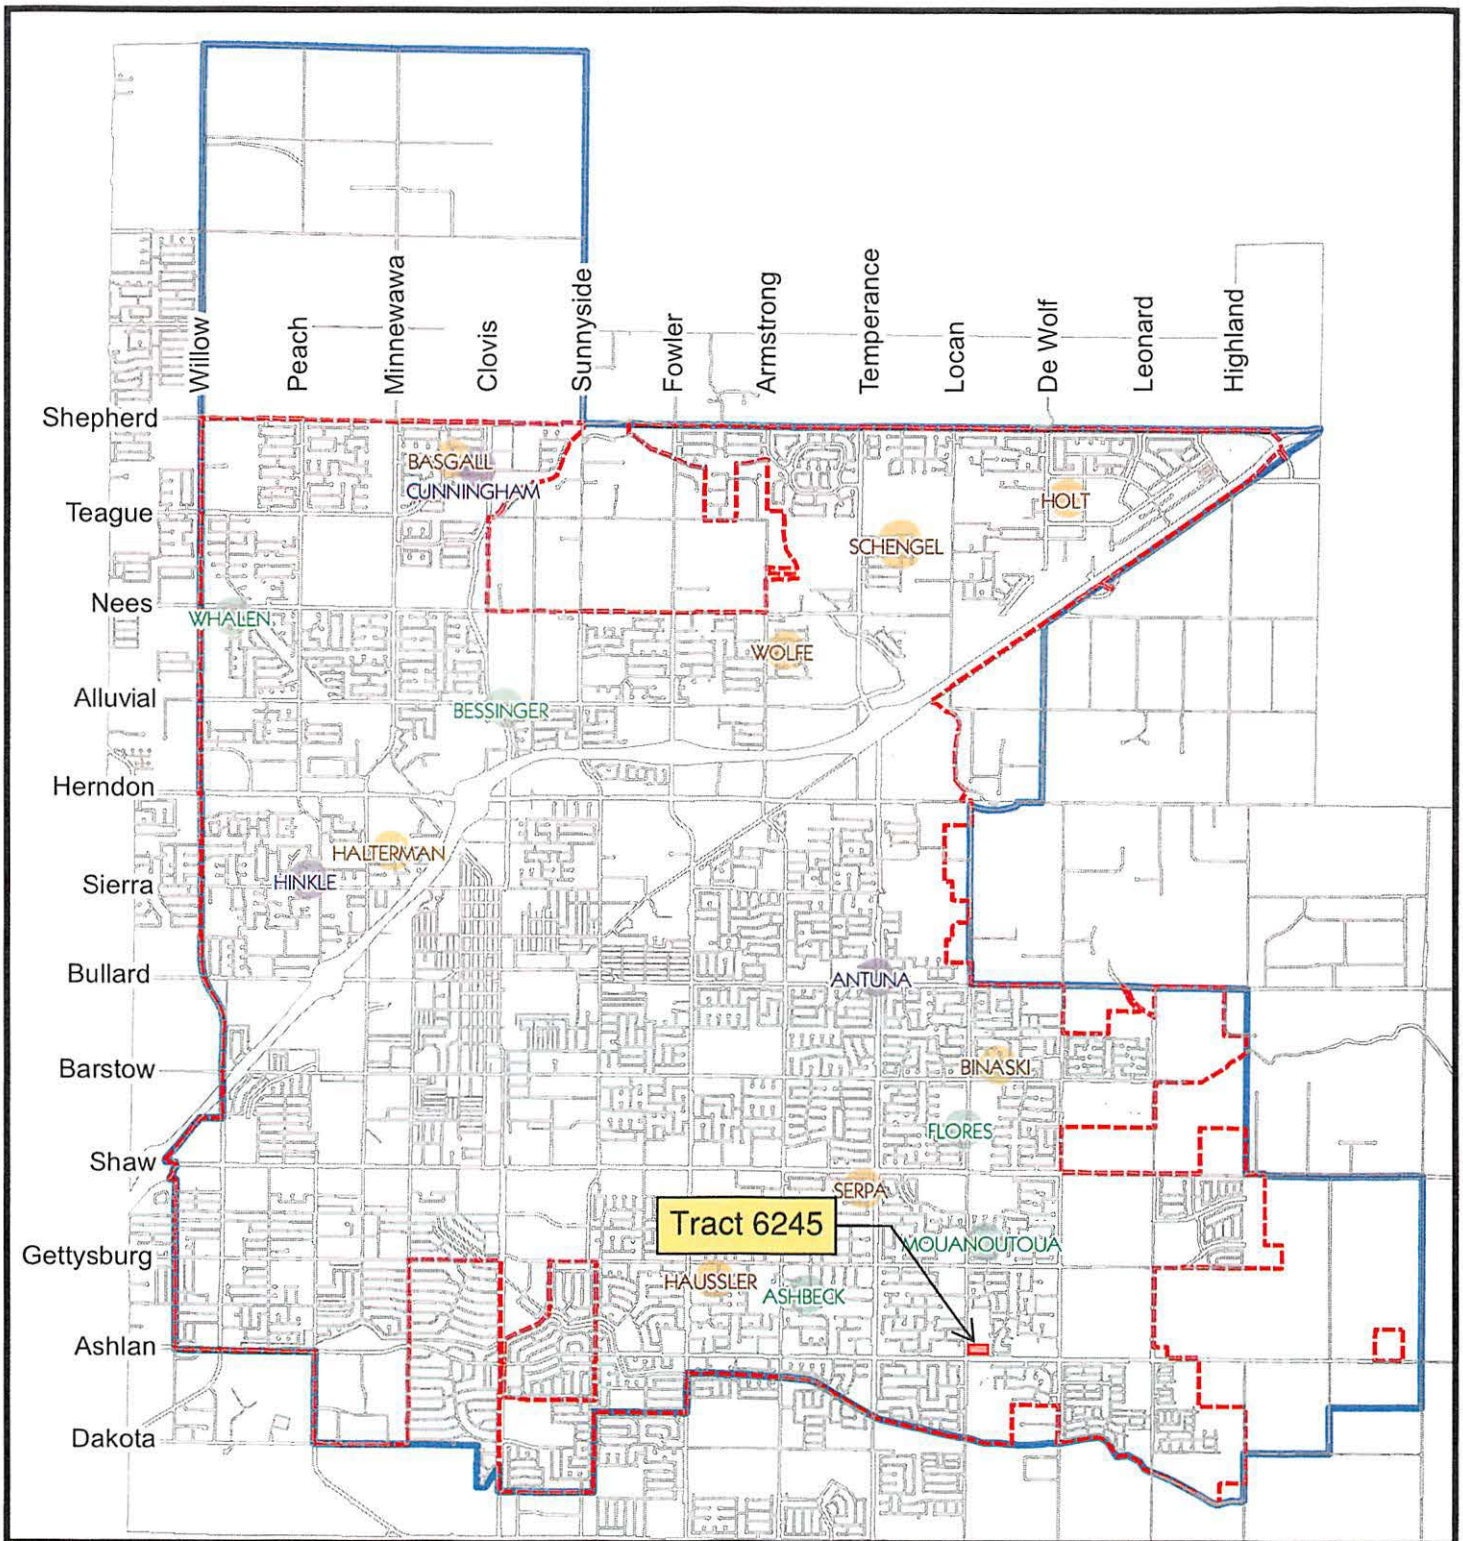 Willow
Peach
Minnewawa
Clovis
Sunnyside
Fowler
Armstrong
Temperance
Locan
De Wolf
Leonard
Highland
Shepherd
BASGALL
CUNNINGHAM
HOLT
Teague
SCHENGEL
Nees
WHALEN
WOLFE
Alluvial
BESSINGER
Herndon
HALTERMAN
Sierra
HINKLE
Bullard
ANTUNA
Barstow
BINASKI
FLORES
Shaw
SERPA
Tract 6245
MOUANOUTOUA
Gettysburg
HAUSSLER
ASHBECK
Ashlan
Dakota